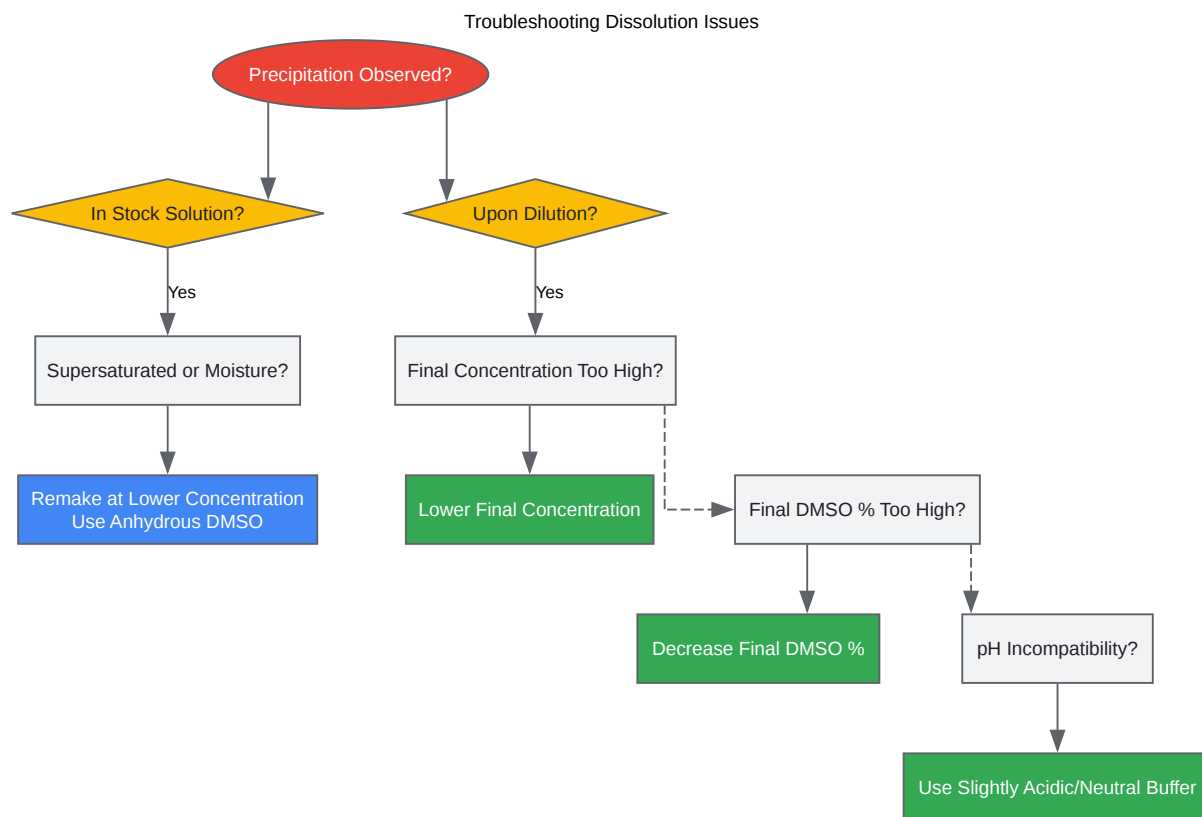 Troubleshooting Dissolution Issues
Precipitation Observed?
In Stock Solution?
Upon Dilution?
Yes
Yes
Supersaturated or Moisture?
Final Concentration Too High?
Remake at Lower Concentration
Use Anhydrous DMSO
Lower Final Concentration
Final DMSO % Too High?
Decrease Final DMSO %
pH Incompatibility?
Use Slightly Acidic/Neutral Buffer